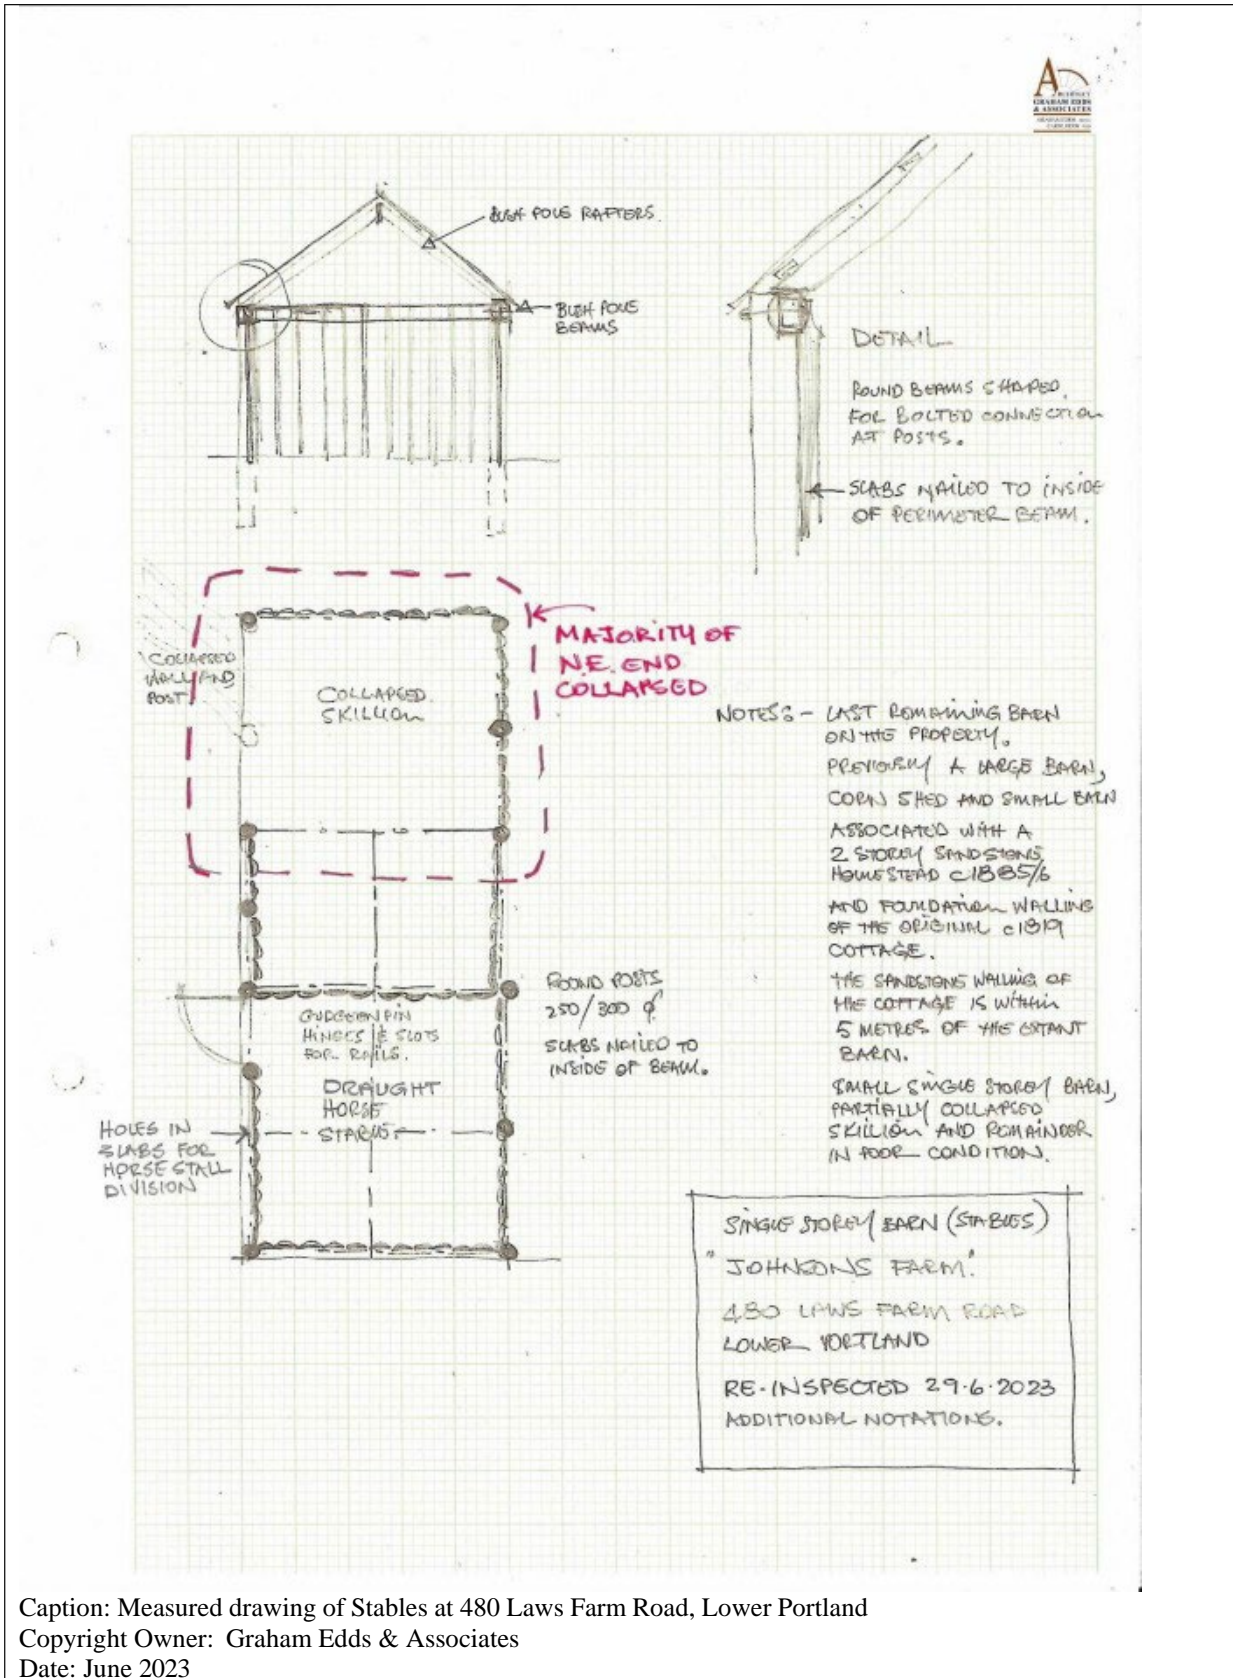 GRAHAM EDDS
& ASSOCIATES
BUSH POLE RAFTERS.
BUSH POLE
BEAMS
DETAIL
ROUND BEAMS SHAPED.
FOR BOLTED CONNECTION
AT POSTS.
SLABS NAILED TO INSIDE
OF PERIMETER BEAM.
COLLAPSED
WALL AND
POST
COLLAPSED
SKILLION
MAJORITY OF
N.E. END
COLLAPSED
NOTES:- LAST REMAINING BARN
ON THE PROPERTY.
PREVIOUSLY A LARGE BARN,
CORN SHED AND SMALL BARN
ASSOCIATED WITH A
2 STOREY SANDSTONE
HOMESTEAD c1885/6
AND FOUNDATION WALLING
OF THE ORIGINAL c1819
COTTAGE.
THE SANDSTONE WALLING OF
THE COTTAGE IS WITHIN
5 METRES OF THE EXTANT
BARN.
SMALL SINGLE STOREY BARN,
PARTIALLY COLLAPSED
SKILLION AND REMAINDER
IN POOR CONDITION.
ROUND POSTS
250/300 φ
SLABS NAILED TO
INSIDE OF BEAM.
GUDGEON PIN
HINGES & SLOTS
FOR RAILS.
DRAUGHT
HORSE
STABLE
HOLES IN
SLABS FOR
HORSE STALL
DIVISION
SINGLE STOREY BARN (STABLES)
"JOHNSONS FARM."
480 LAWS FARM ROAD
LOWER PORTLAND
RE-INSPECTED 29.6.2023
ADDITIONAL NOTATIONS.
Caption: Measured drawing of Stables at 480 Laws Farm Road, Lower Portland
Copyright Owner: Graham Edds & Associates
Date: June 2023